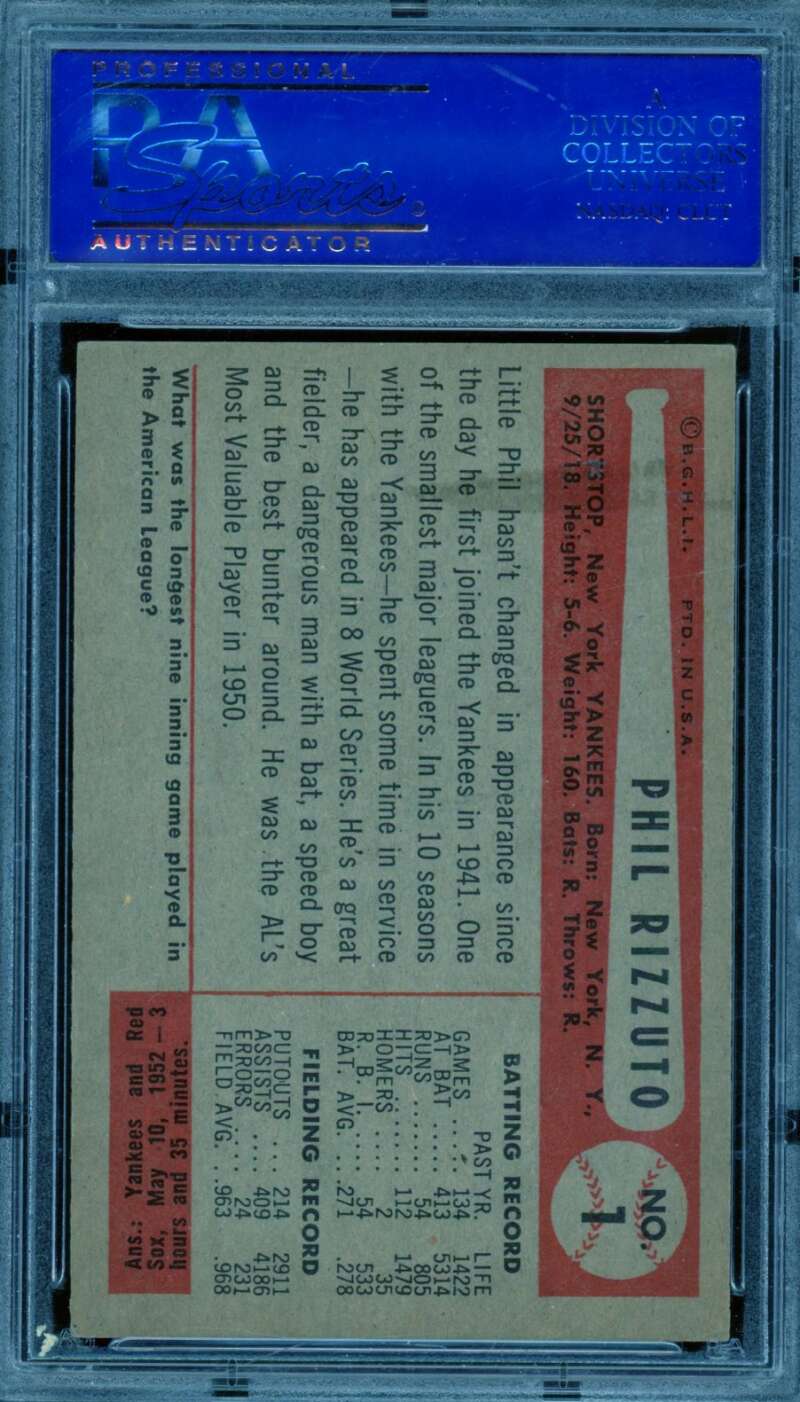 PROFESSIONAL
PSA
Sports®
AUTHENTICATOR
A
DIVISION OF
COLLECTORS
UNIVERSE
NASDAQ: CLCT
© B.G.H.L.I. PTD. IN U.S.A.
PHIL RIZZUTO
NO.
1
SHORTSTOP, New York YANKEES. Born: New York, N. Y.,
9/25/18. Height: 5-6. Weight: 160. Bats: R. Throws: R.
Little Phil hasn't changed in appearance since
the day he first joined the Yankees in 1941. One
of the smallest major leaguers. In his 10 seasons
with the Yankees—he spent some time in service
—he has appeared in 8 World Series. He's a great
fielder, a dangerous man with a bat, a speed boy
and the best bunter around. He was the AL's
Most Valuable Player in 1950.
BATTING RECORD
PAST YR. LIFE
GAMES .... 134 1422
AT BAT ..... 413 5314
RUNS ....... 54 805
HITS ....... 112 1479
HOMERS .... 2 35
R. B. I. .... 54 533
BAT. AVG. .. .271 .278
FIELDING RECORD
PUTOUTS ... 214 2911
ASSISTS .... 409 4186
ERRORS .... 24 231
FIELD AVG. .. .963 .968
What was the longest nine inning game played in
the American League?
Ans.: Yankees and Red
Sox, May 10, 1952 — 3
hours and 35 minutes.